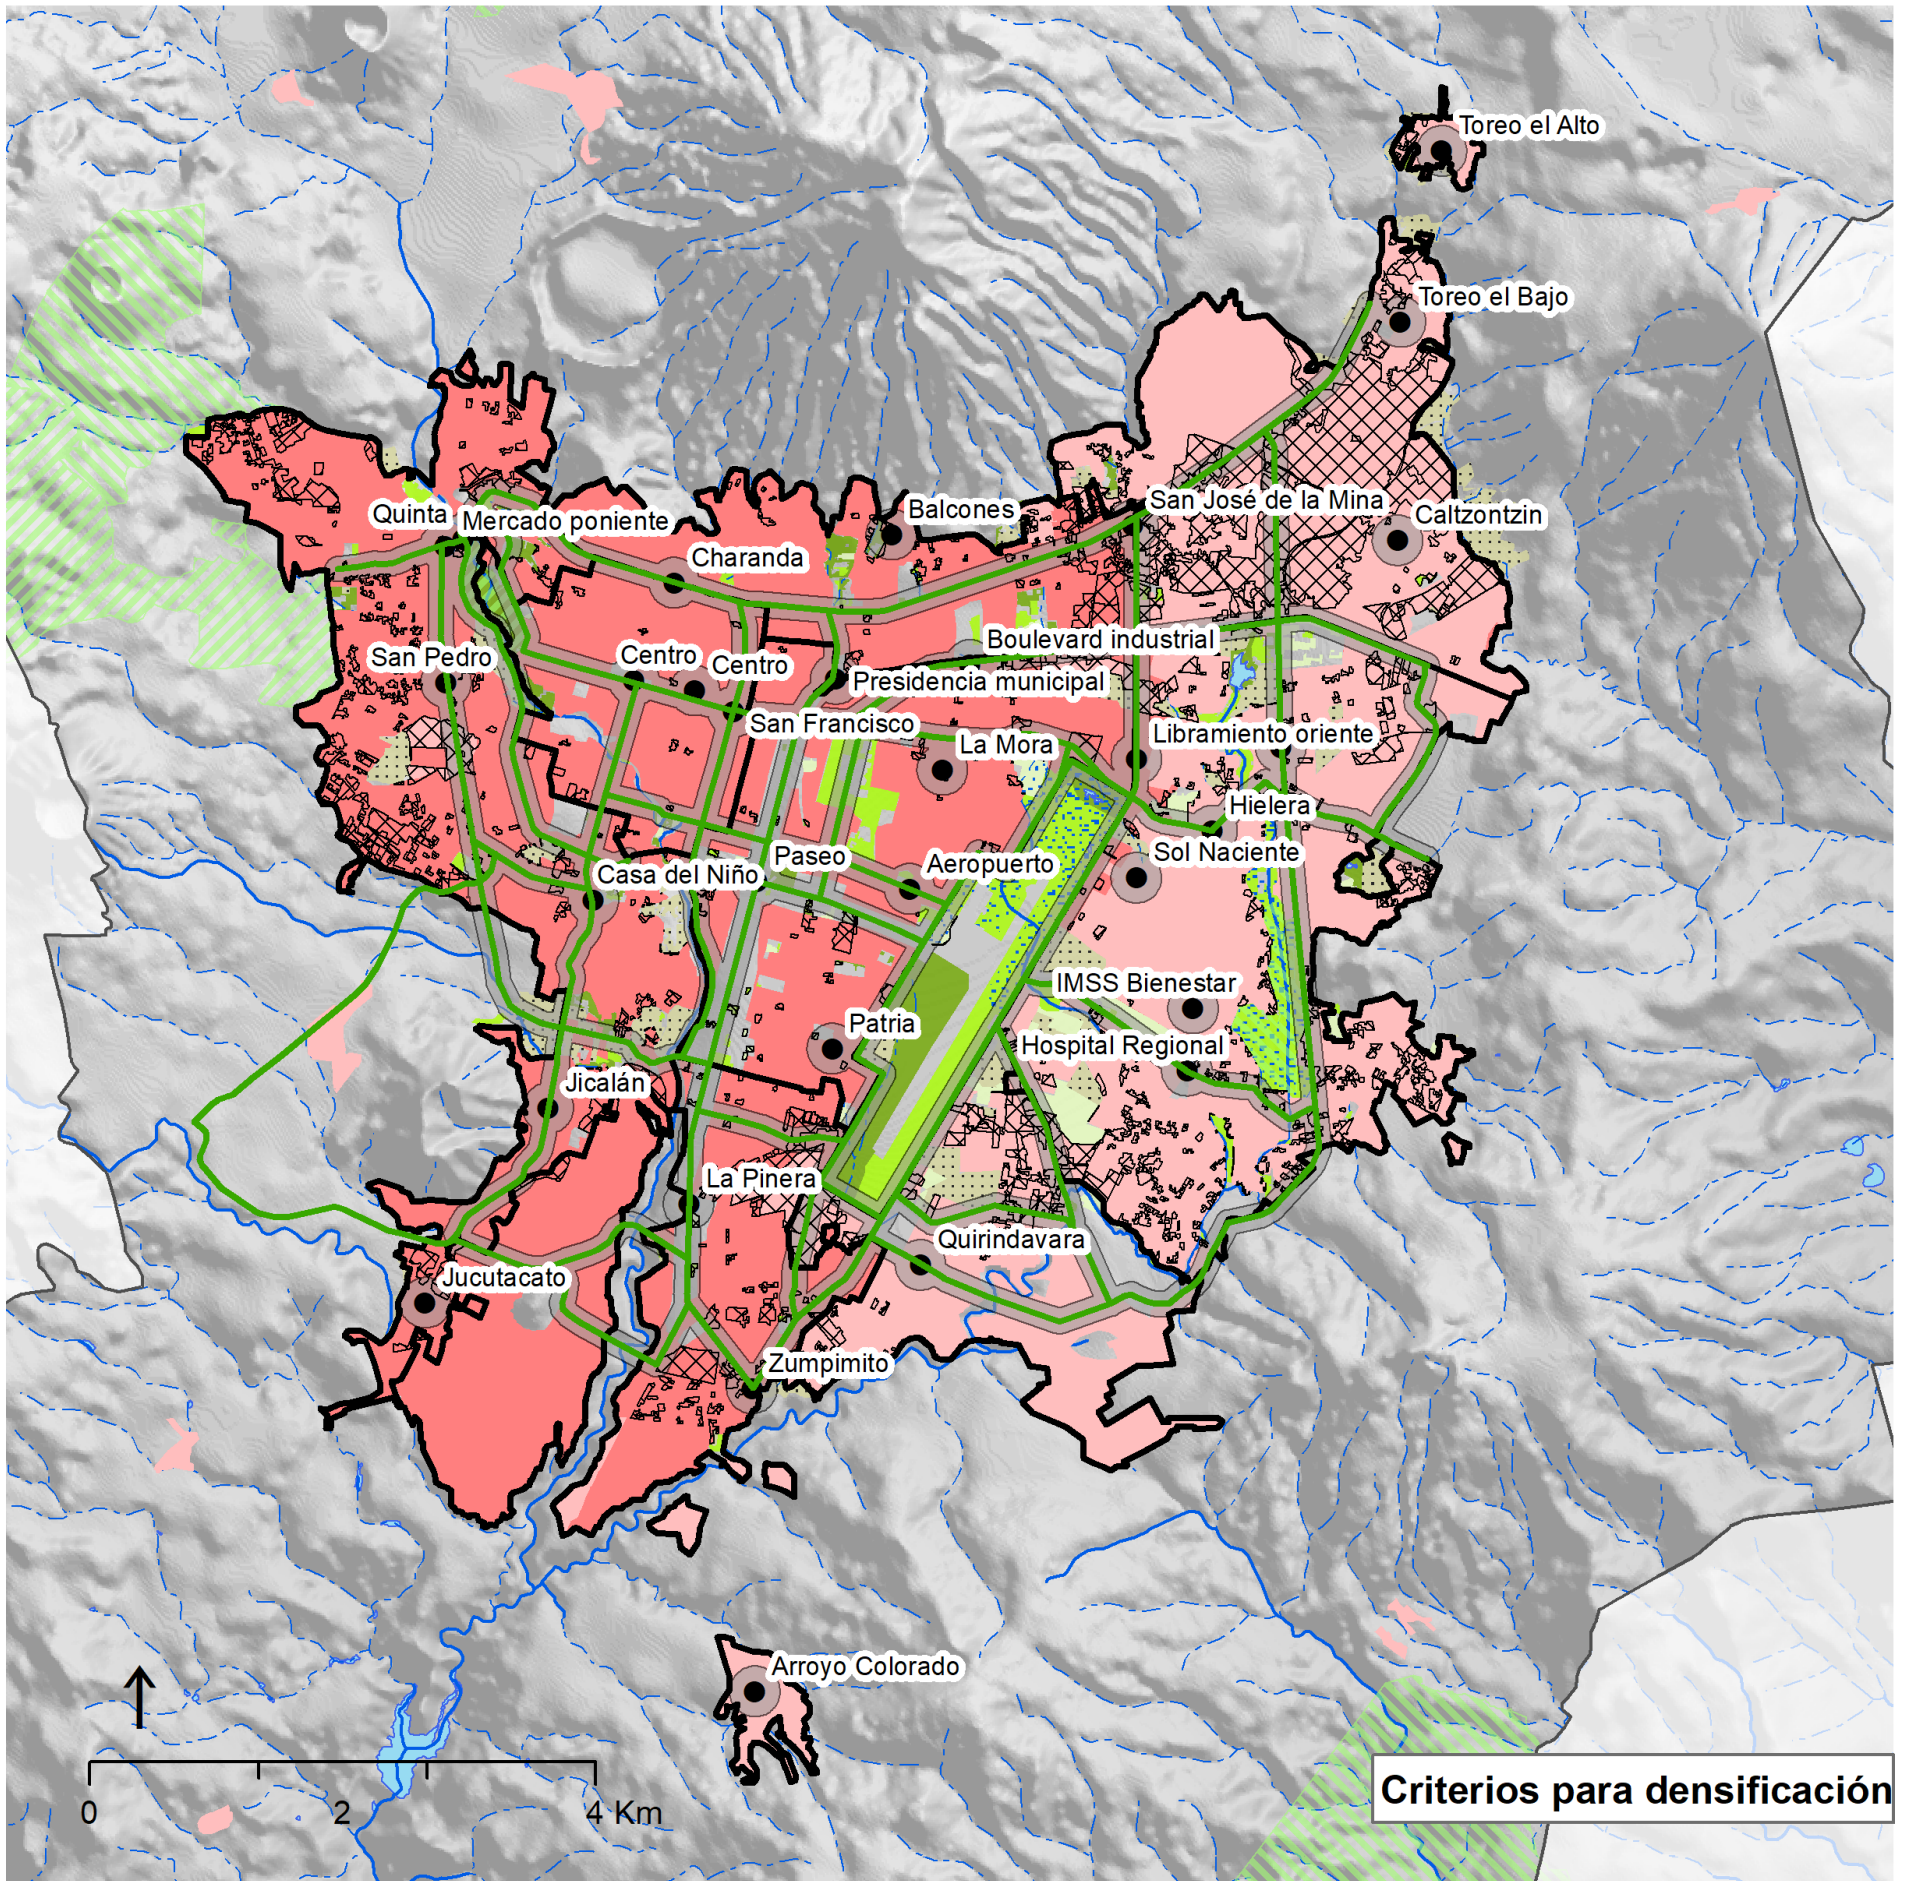 Toreo el Alto
Toreo el Bajo
Quinta
Mercado poniente
Balcones
San José de la Mina
Caltzontzin
Charanda
Boulevard industrial
San Pedro
Centro
Centro
Presidencia municipal
San Francisco
La Mora
Libramiento oriente
Hielera
Paseo
Aeropuerto
Sol Naciente
Casa del Niño
IMSS Bienestar
Patria
Hospital Regional
Jicalán
La Pinera
Quirindavara
Jucutacato
Zumpimito
Arroyo Colorado
Criterios para densificación
0 2 4 Km